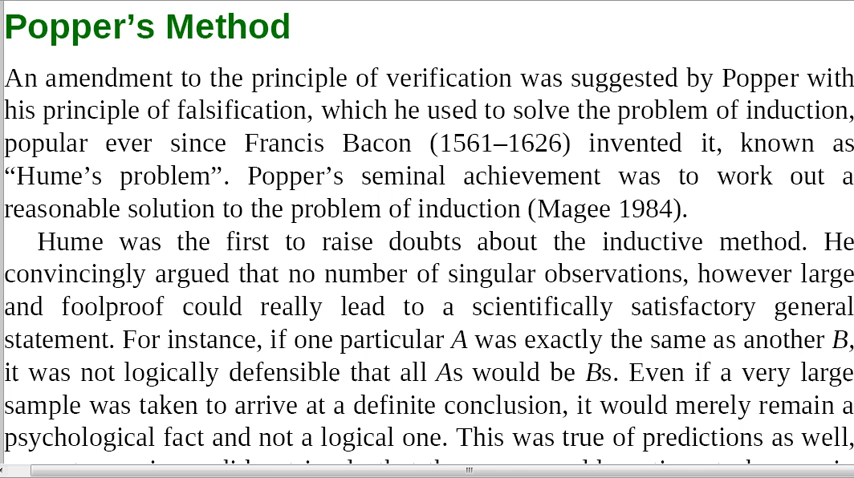 Popper’s Method
An amendment to the principle of verification was suggested by Popper with
his principle of falsification, which he used to solve the problem of induction,
popular ever since Francis Bacon (1561–1626) invented it, known as
“Hume’s problem”. Popper’s seminal achievement was to work out a
reasonable solution to the problem of induction (Magee 1984).
Hume was the first to raise doubts about the inductive method. He
convincingly argued that no number of singular observations, however large
and foolproof could really lead to a scientifically satisfactory general
statement. For instance, if one particular A was exactly the same as another B,
it was not logically defensible that all As would be Bs. Even if a very large
sample was taken to arrive at a definite conclusion, it would merely remain a
psychological fact and not a logical one. This was true of predictions as well,